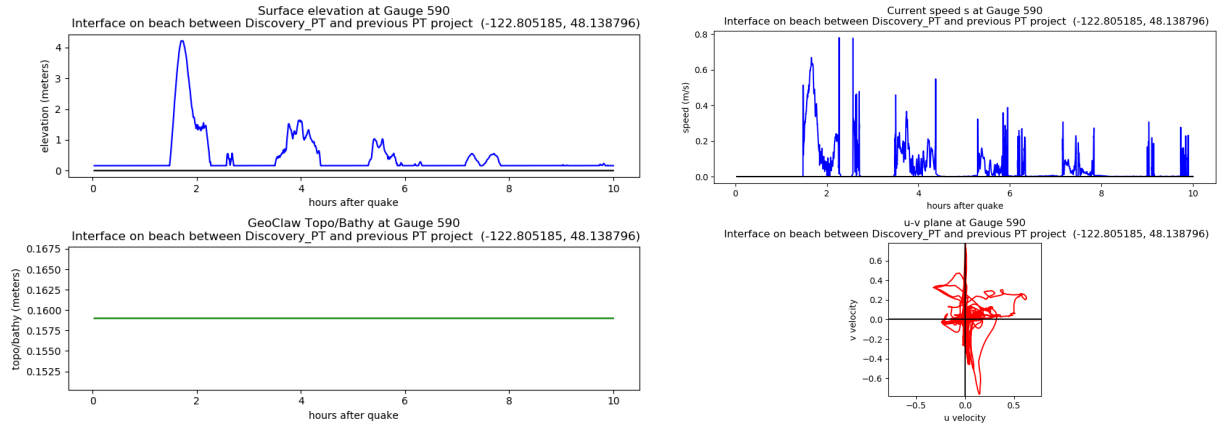 Surface elevation at Gauge 590
Interface on beach between Discovery_PT and previous PT project (-122.805185, 48.138796)
4
3
2
1
0
elevation (meters)
0 2 4 6 8 10
hours after quake
Current speed s at Gauge 590
Interface on beach between Discovery_PT and previous PT project (-122.805185, 48.138796)
0.8
0.6
0.4
0.2
0.0
speed (m/s)
0 2 4 6 8 10
hours after quake
GeoClaw Topo/Bathy at Gauge 590
Interface on beach between Discovery_PT and previous PT project (-122.805185, 48.138796)
0.1675
0.1650
0.1625
0.1600
0.1575
0.1550
0.1525
topo/bathy (meters)
0 2 4 6 8 10
hours after quake
u-v plane at Gauge 590
Interface on beach between Discovery_PT and previous PT project (-122.805185, 48.138796)
0.6
0.4
0.2
0.0
−0.2
−0.4
−0.6
v velocity
−0.5 0.0 0.5
u velocity